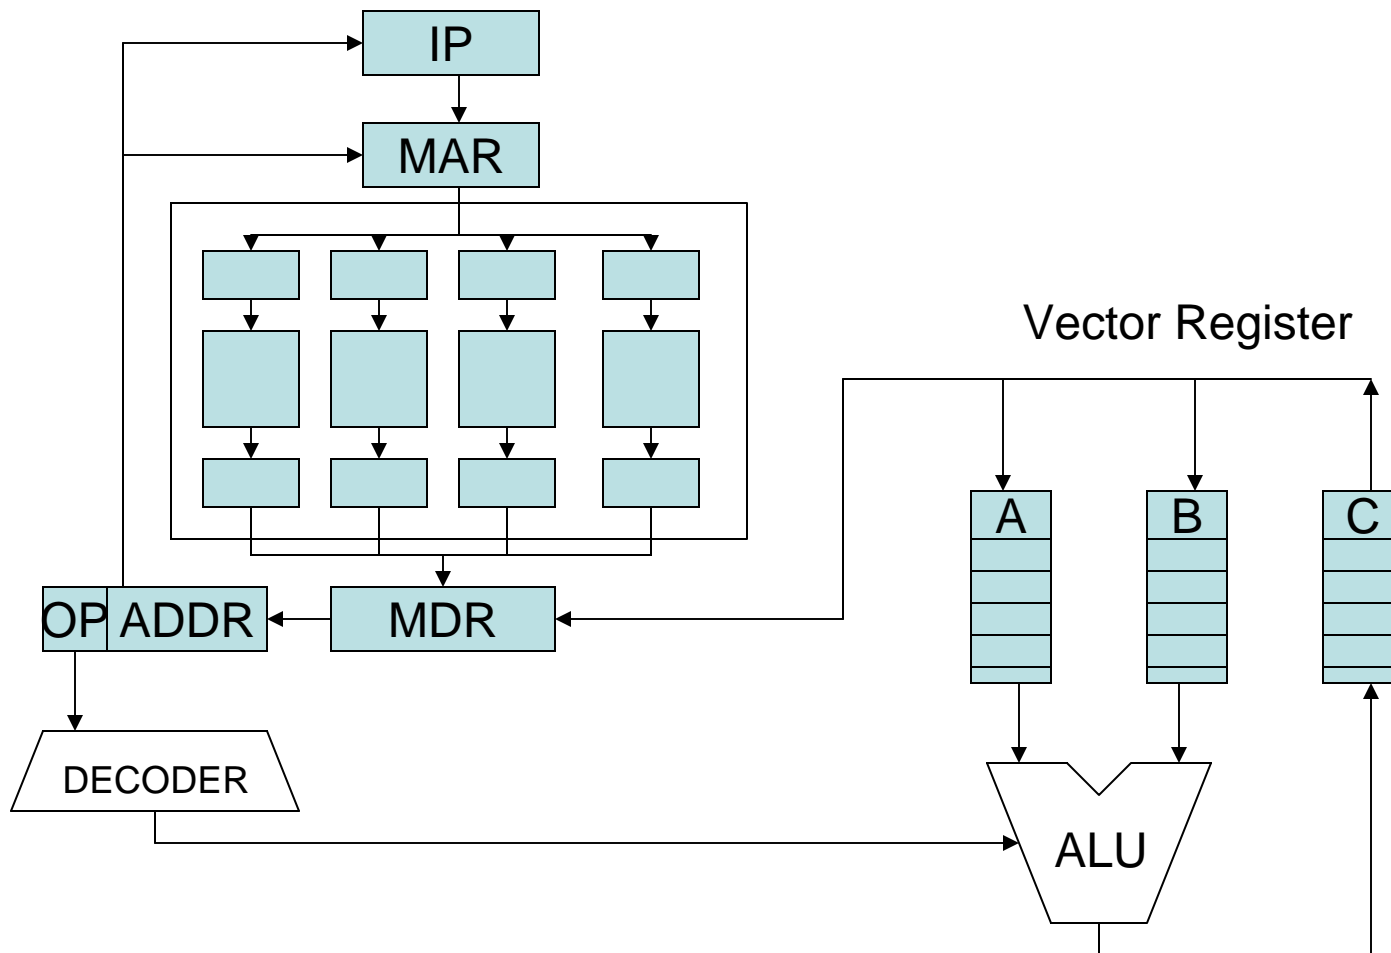 IP
MAR
Vector Register
A B C
OP ADDR MDR
DECODER
ALU